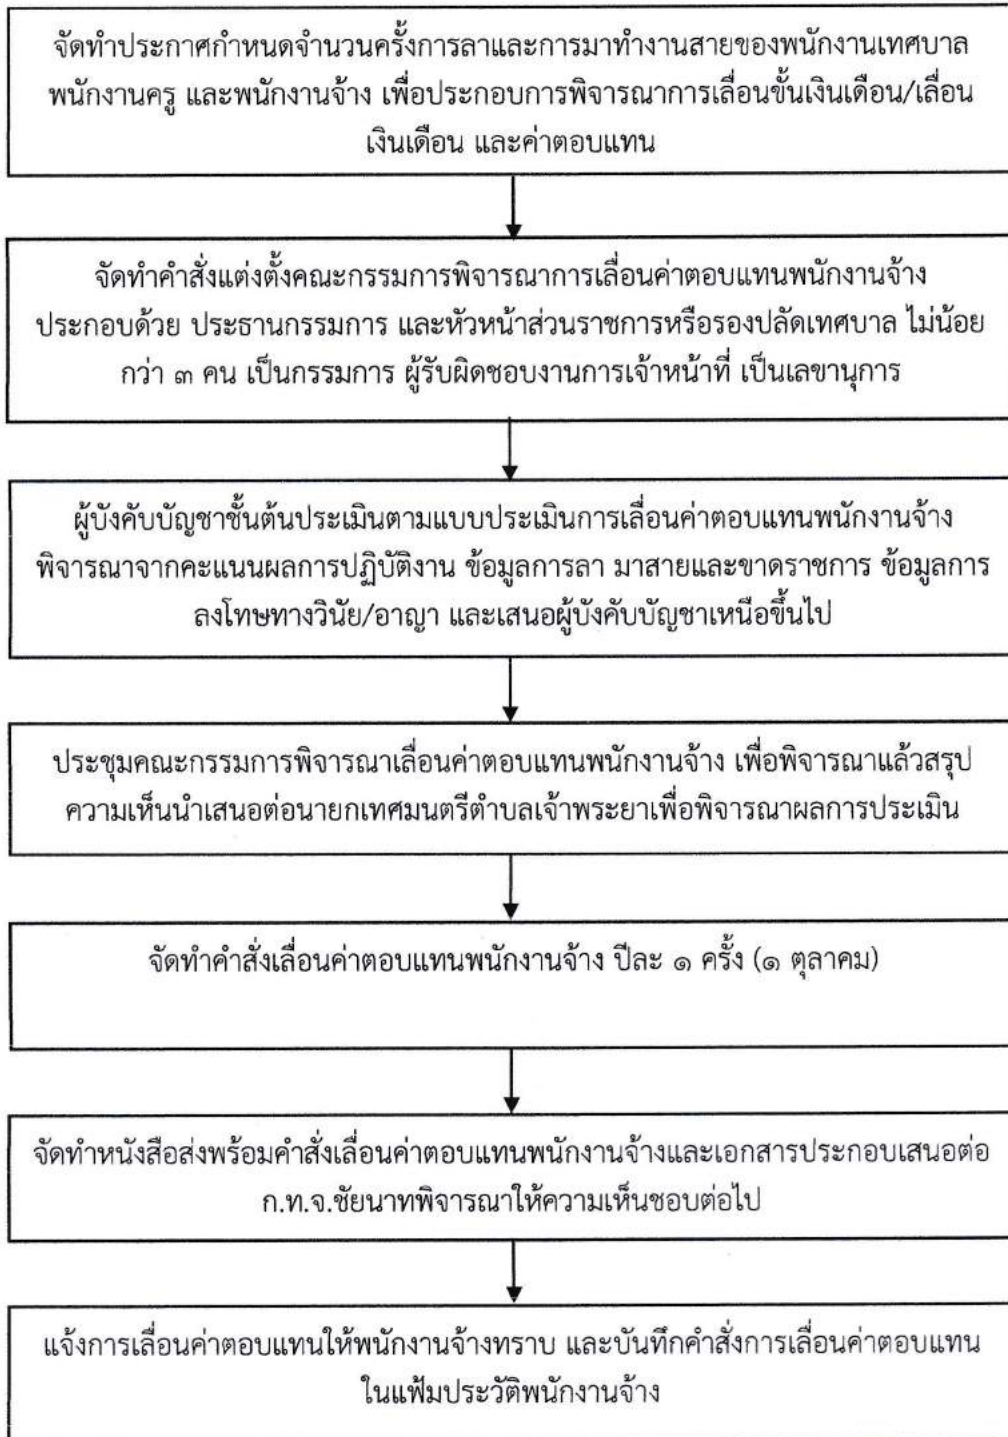 จัดทำประกาศกำหนดจำนวนครั้งการลาและการมาทำงานสายของพนักงานเทศบาล
พนักงานครู และพนักงานจ้าง เพื่อประกอบการพิจารณาการเลื่อนขั้นเงินเดือน/เลื่อน
เงินเดือน และค่าตอบแทน
จัดทำคำสั่งแต่งตั้งคณะกรรมการพิจารณาการเลื่อนค่าตอบแทนพนักงานจ้าง
ประกอบด้วย ประธานกรรมการ และหัวหน้าส่วนราชการหรือรองปลัดเทศบาล ไม่น้อย
กว่า ๓ คน เป็นกรรมการ ผู้รับผิดชอบงานการเจ้าหน้าที่ เป็นเลขานุการ
ผู้บังคับบัญชาชั้นต้นประเมินตามแบบประเมินการเลื่อนค่าตอบแทนพนักงานจ้าง
พิจารณาจากคะแนนผลการปฏิบัติงาน ข้อมูลการลา มาสายและขาดราชการ ข้อมูลการ
ลงโทษทางวินัย/อาญา และเสนอผู้บังคับบัญชาเหนือขึ้นไป
ประชุมคณะกรรมการพิจารณาเลื่อนค่าตอบแทนพนักงานจ้าง เพื่อพิจารณาแล้วสรุป
ความเห็นนำเสนอต่อนายกเทศมนตรีตำบลเจ้าพระยาเพื่อพิจารณาผลการประเมิน
จัดทำคำสั่งเลื่อนค่าตอบแทนพนักงานจ้าง ปีละ ๑ ครั้ง (๑ ตุลาคม)
จัดทำหนังสือส่งพร้อมคำสั่งเลื่อนค่าตอบแทนพนักงานจ้างและเอกสารประกอบเสนอต่อ
ก.ท.จ.ชัยนาทพิจารณาให้ความเห็นชอบต่อไป
แจ้งการเลื่อนค่าตอบแทนให้พนักงานจ้างทราบ และบันทึกคำสั่งการเลื่อนค่าตอบแทน
ในแฟ้มประวัติพนักงานจ้าง